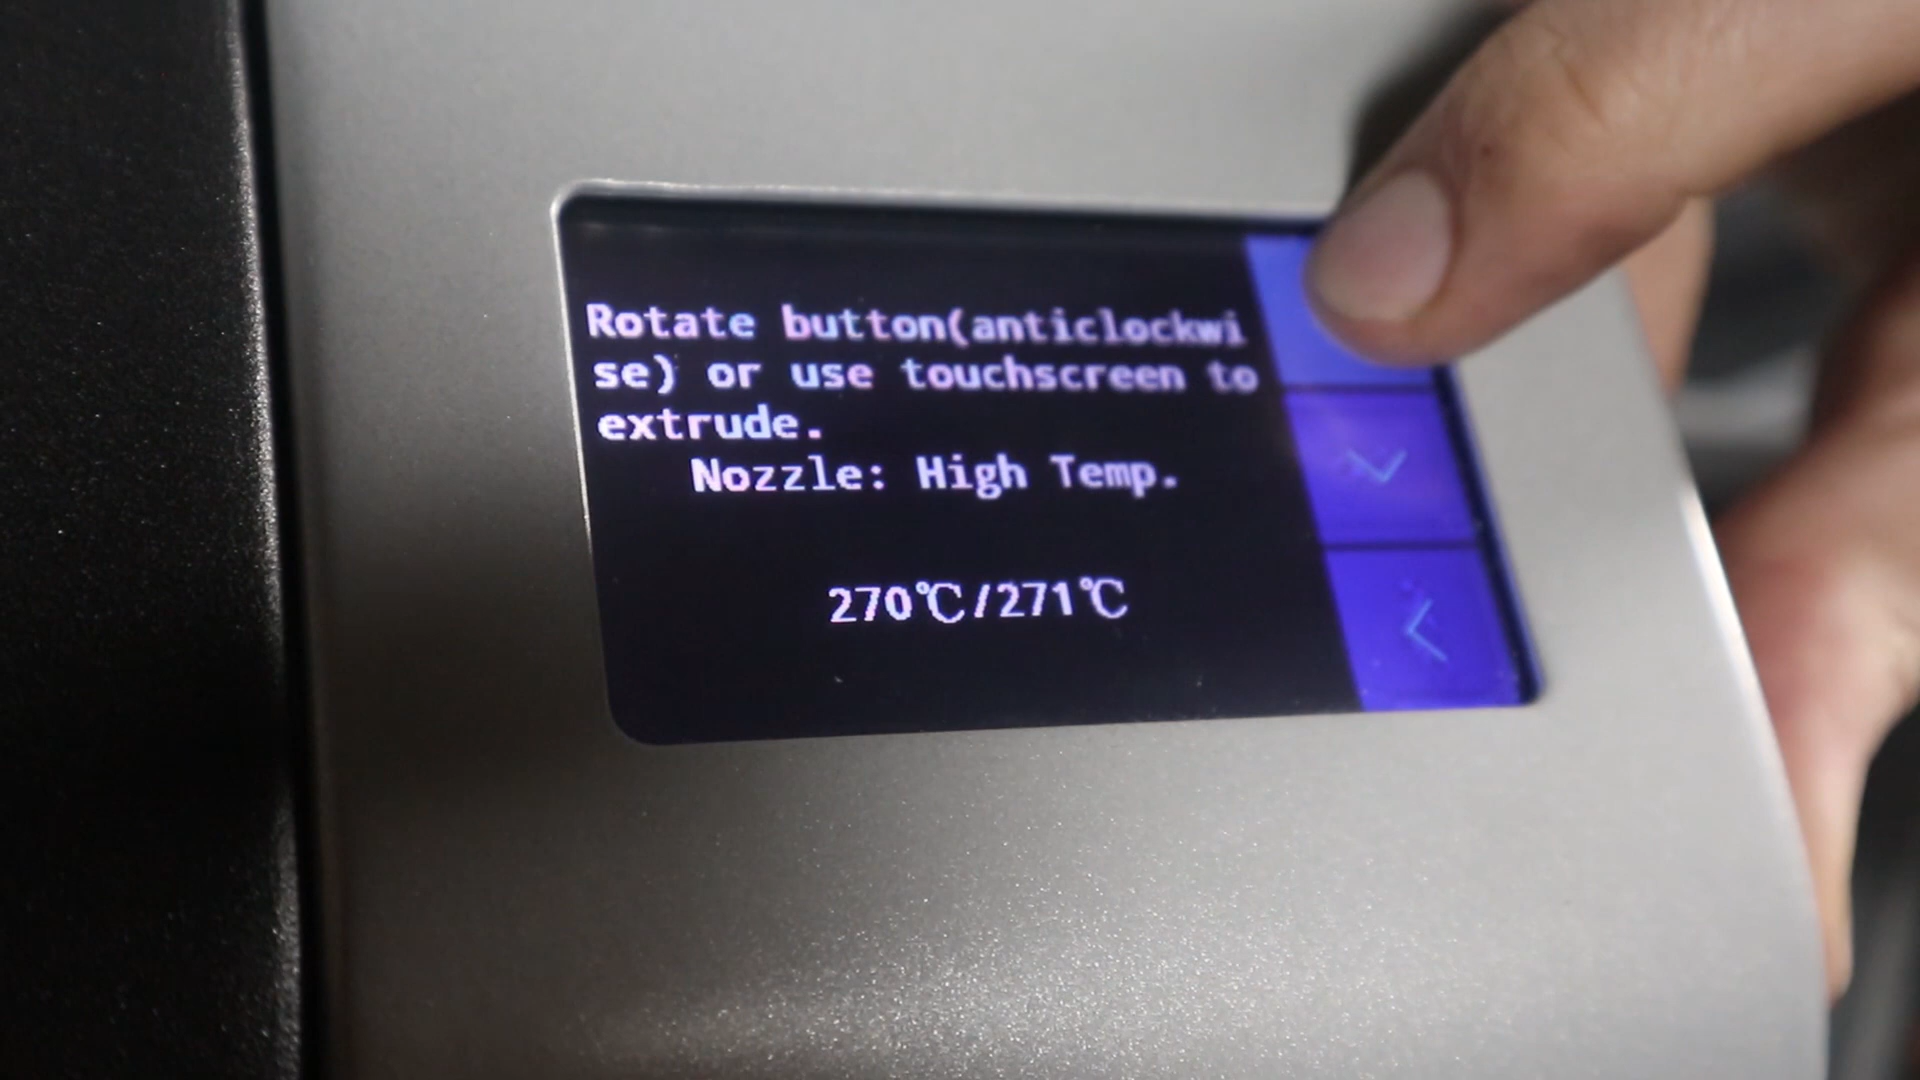 Rotate button(anticlockwi
se) or use touchscreen to
extrude.
Nozzle: High Temp.
270℃/271℃